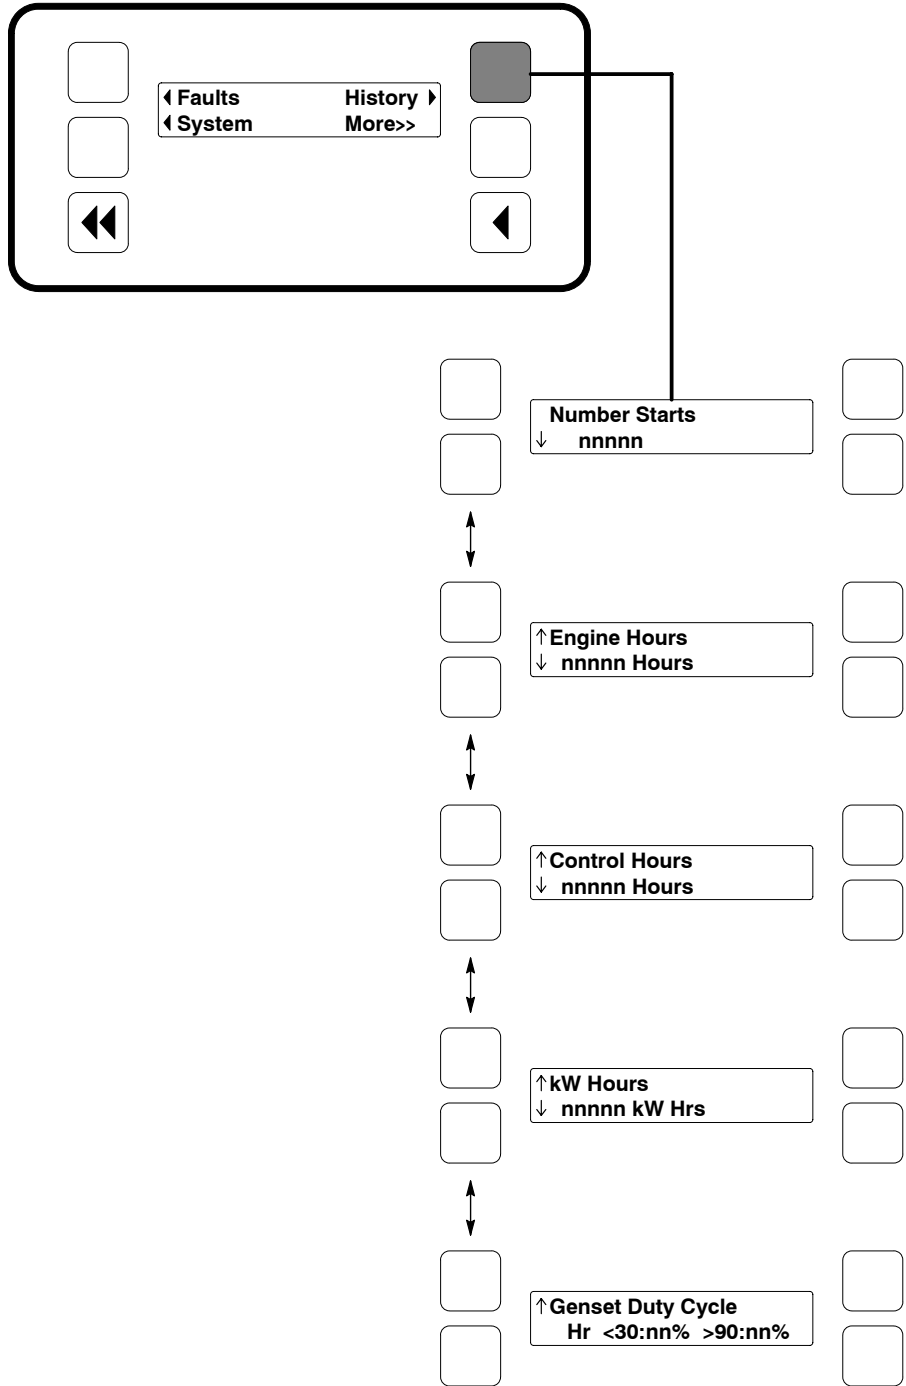 Faults History
System More>>
Number Starts
↓ nnnnn
↑Engine Hours
↓ nnnnn Hours
↑Control Hours
↓ nnnnn Hours
↑kW Hours
↓ nnnnn kW Hrs
↑Genset Duty Cycle
Hr <30:nn% >90:nn%